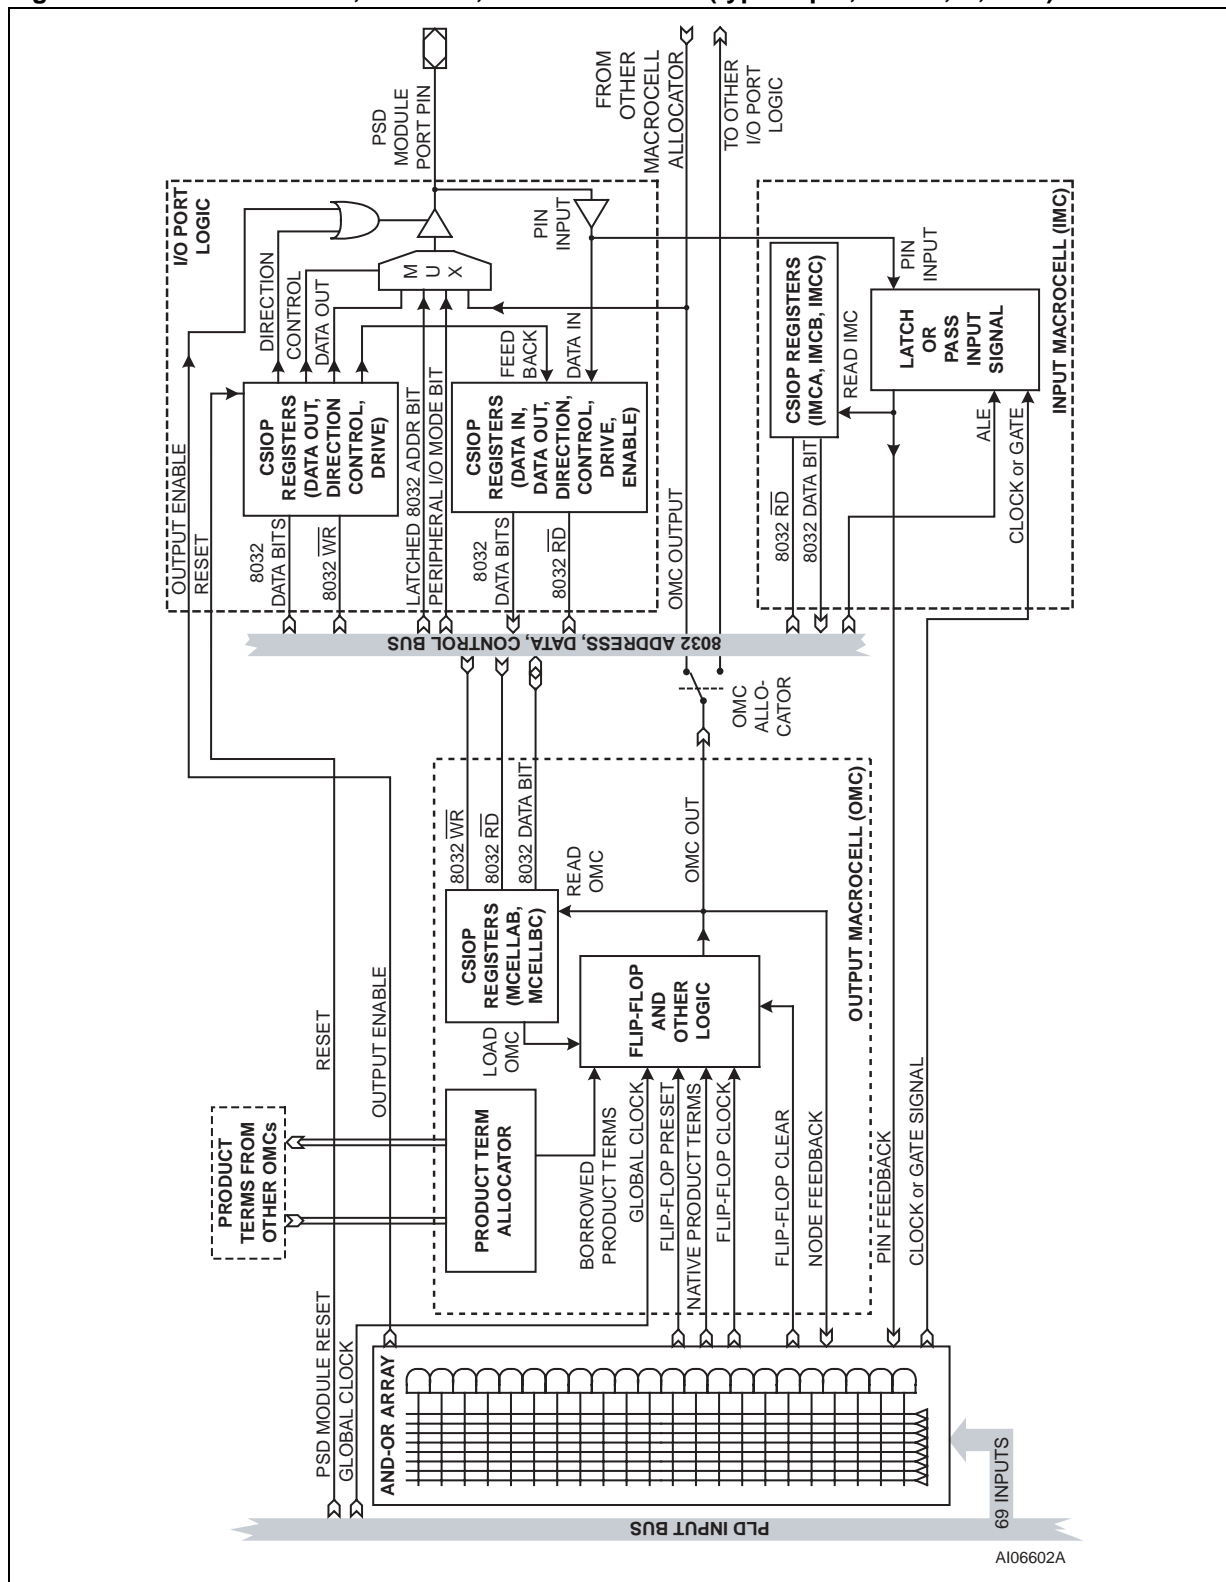 PSD
MODULE
PORT PIN
FROM
OTHER
MACROCELL
ALLOCATOR
TO OTHER
I/O PORT
LOGIC
I/O PORT
LOGIC
DIRECTION
CONTROL
DATA OUT
M
U
X
PIN
INPUT
FEED
BACK
DATA IN
OUTPUT ENABLE
RESET
CSIOP
REGISTERS
(DATA OUT,
DIRECTION
CONTROL,
DRIVE)
CSIOP
REGISTERS
(DATA IN,
DATA OUT,
DIRECTION,
CONTROL,
DRIVE,
ENABLE)
8032
DATA BITS
8032 WR
LATCHED 8032 ADDR BIT
PERIPHERAL I/O MODE BIT
8032
DATA BITS
8032 RD
OMC OUTPUT
INPUT MACROCELL (IMC)
CSIOP REGISTERS
(IMCA, IMCB, IMCC)
READ IMC
PIN
INPUT
LATCH
OR
PASS
INPUT
SIGNAL
ALE
CLOCK or GATE
8032 RD
8032 DATA BIT
8032 ADDRESS, DATA, CONTROL BUS
OMC
ALLO-
CATOR
OUTPUT MACROCELL (OMC)
8032 WR
8032 RD
8032 DATA BIT
READ
OMC
OMC OUT
CSIOP
REGISTERS
(MCELLAB,
MCELLBC)
LOAD
OMC
FLIP-FLOP
AND
OTHER
LOGIC
RESET
OUTPUT ENABLE
PRODUCT
TERMS FROM
OTHER OMCs
PRODUCT TERM
ALLOCATOR
BORROWED
PRODUCT TERMS
GLOBAL CLOCK
FLIP-FLOP PRESET
NATIVE PRODUCT TERMS
FLIP-FLOP CLOCK
FLIP-FLOP CLEAR
NODE FEEDBACK
PIN FEEDBACK
CLOCK or GATE SIGNAL
PSD MODULE RESET
GLOBAL CLOCK
AND-OR ARRAY
PLD INPUT BUS
69 INPUTS
AI06602A